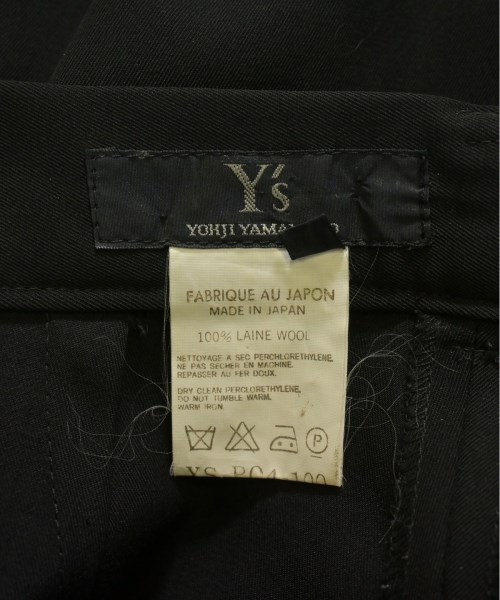 Y's
YOHJI
FABRIQUE AU JAPON
MADE IN JAPAN
100% LAINE WOOL
NETTOYAGE A SEC PERCHLORETHYLENE.
NE PAS SECHER EN MACHINE.
REPASSER AU FER DOUX.
DRY CLEAN PERCLORETHYLENE.
DO NOT TUMBLE WARM.
WARM IRON.
P